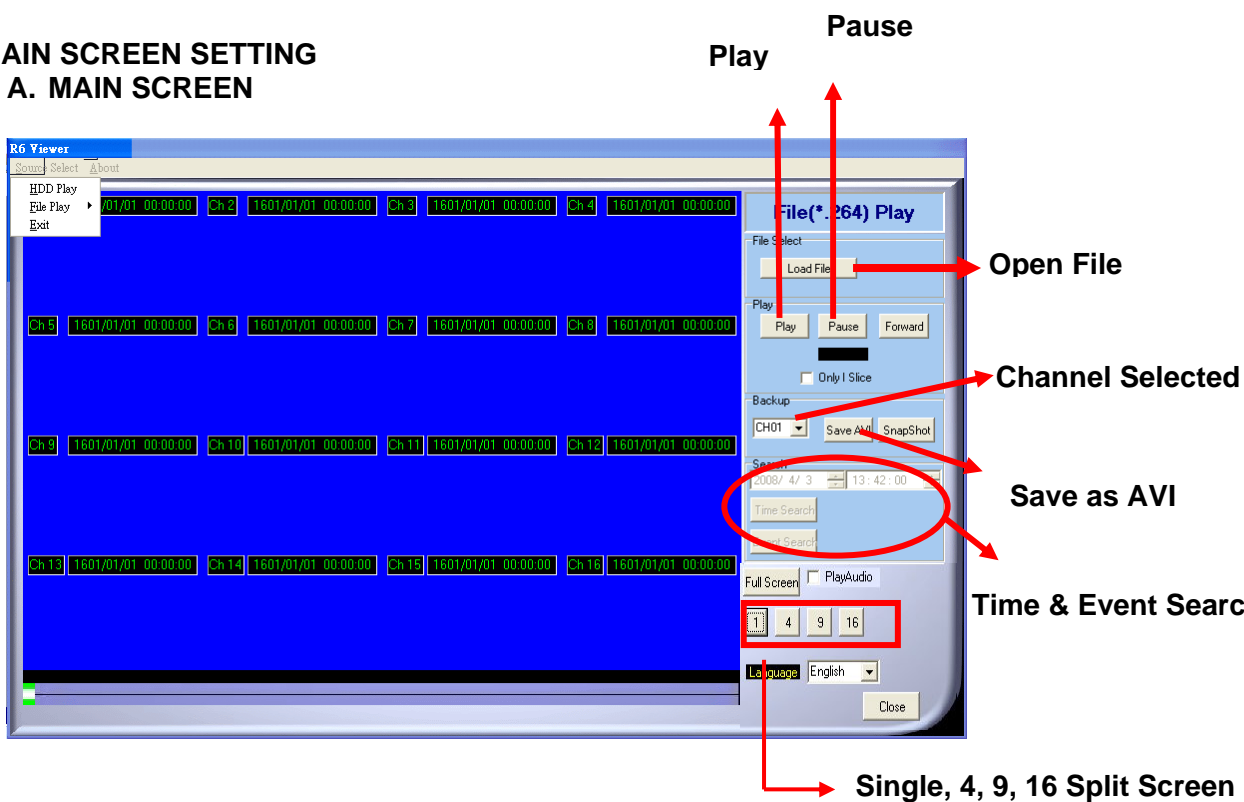 Pause
AIN SCREEN SETTING
Play
A. MAIN SCREEN
R6 Viewer
Source Select About
HDD Play
File Play
Exit
/01/01 00:00:00 Ch 2 1601/01/01 00:00:00 Ch 3 1601/01/01 00:00:00 Ch 4 1601/01/01 00:00:00
File(*.264) Play
File Select
Load File
Open File
Play
Play Pause Forward
Ch 5 1601/01/01 00:00:00 Ch 6 1601/01/01 00:00:00 Ch 7 1601/01/01 00:00:00 Ch 8 1601/01/01 00:00:00
Only I Slice
Channel Selected
Backup
CH01 Save AVI SnapShot
Ch 9 1601/01/01 00:00:00 Ch 10 1601/01/01 00:00:00 Ch 11 1601/01/01 00:00:00 Ch 12 1601/01/01 00:00:00
Search
2008/ 4/ 3 13:42:00
Save as AVI
Time Search
Event Search
Ch 13 1601/01/01 00:00:00 Ch 14 1601/01/01 00:00:00 Ch 15 1601/01/01 00:00:00 Ch 16 1601/01/01 00:00:00
Full Screen PlayAudio
Time & Event Searc
1 4 9 16
Language English
Close
Single, 4, 9, 16 Split Screen